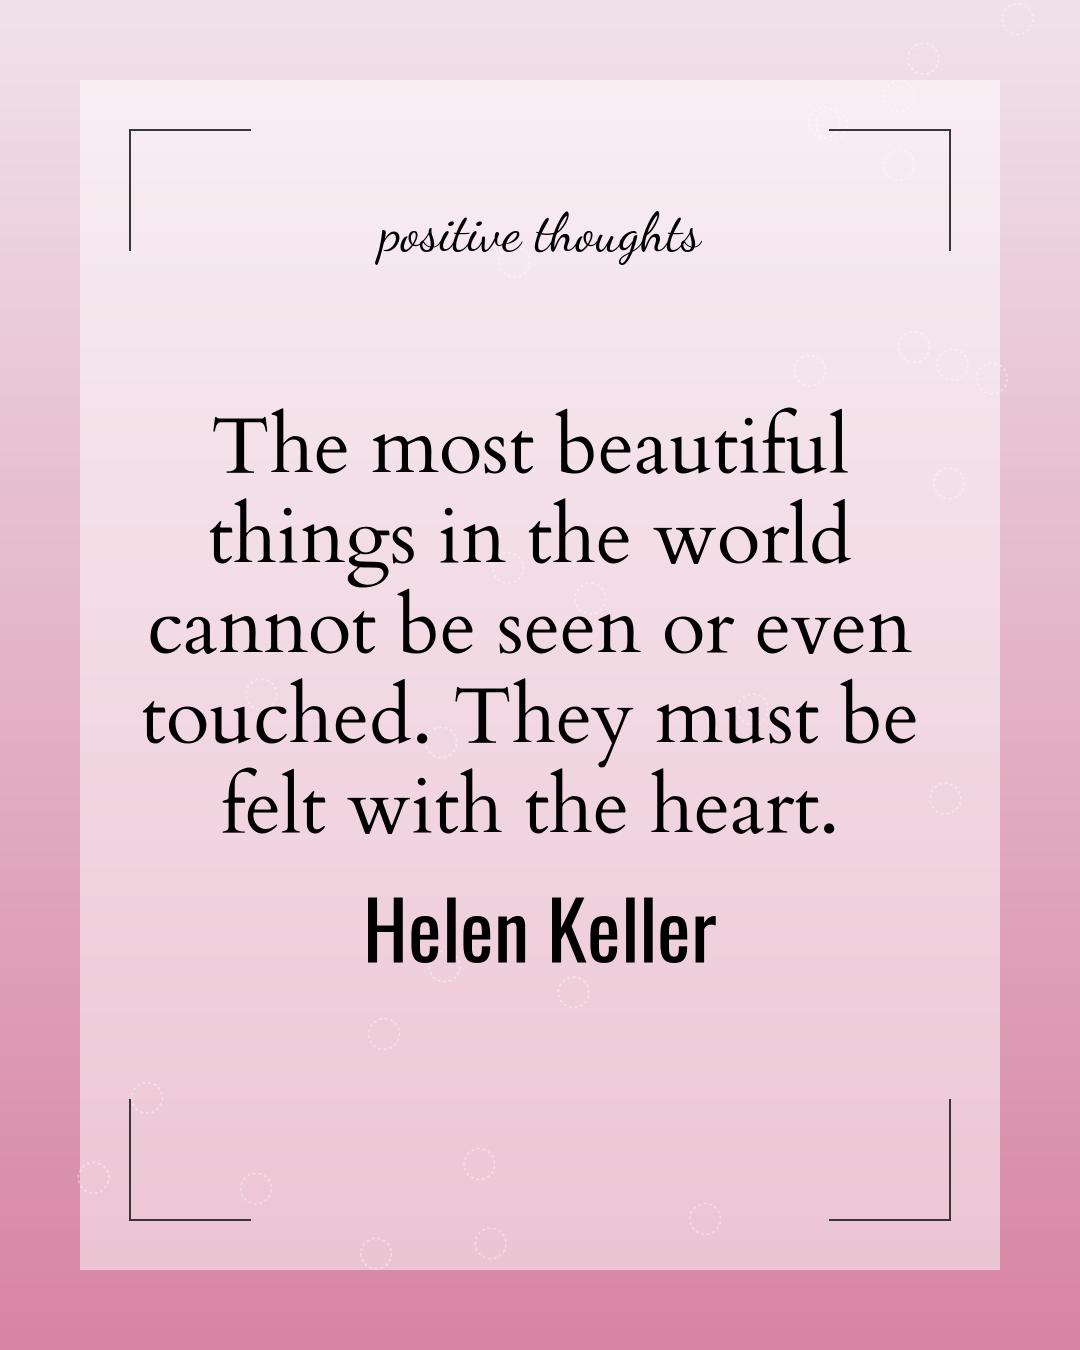 positive thoughts
The most beautiful
things in the world
cannot be seen or even
touched. They must be
felt with the heart.
Helen Keller